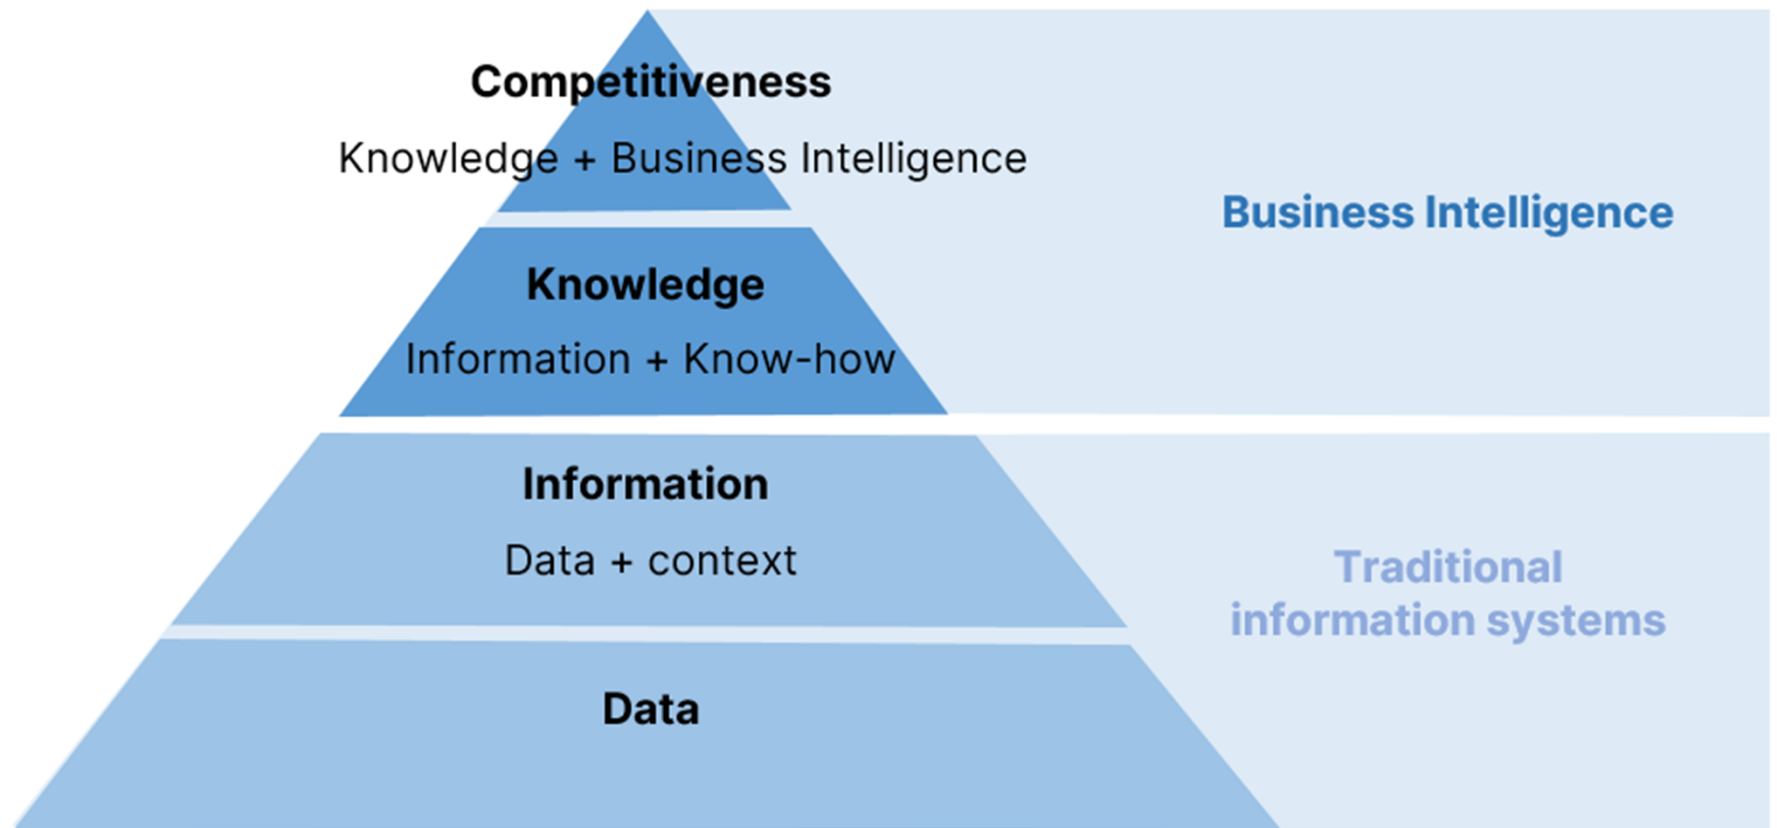 Competitiveness
Knowledge + Business Intelligence
Business Intelligence
Knowledge
Information + Know-how
Information
Data + context
Traditional
information systems
Data